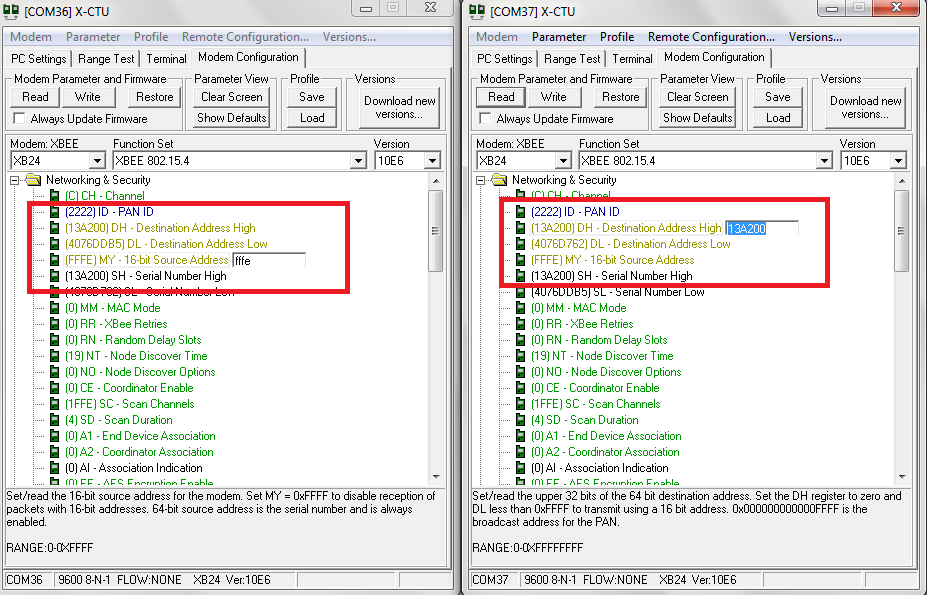 [COM36] X-CTU
Modem Parameter Profile Remote Configuration... Versions...
PC Settings Range Test Terminal Modem Configuration
Modem Parameter and Firmware Parameter View Profile Versions
Read Write Restore Clear Screen Save Download new
versions...
Always Update Firmware Show Defaults Load
Modem: XBEE Function Set Version
XB24 XBEE 802.15.4 10E6
Networking & Security
(C) CH - Channel
(2222) ID - PAN ID
(13A200) DH - Destination Address High
(4076DDB5) DL - Destination Address Low
(FFFE) MY - 16-bit Source Address fffe
(13A200) SH - Serial Number High
(4076D762) SL - Serial Number Low
(0) MM - MAC Mode
(0) RR - XBee Retries
(0) RN - Random Delay Slots
(19) NT - Node Discover Time
(0) NO - Node Discover Options
(0) CE - Coordinator Enable
(1FFE) SC - Scan Channels
(4) SD - Scan Duration
(0) A1 - End Device Association
(0) A2 - Coordinator Association
(0) AI - Association Indication
(0) EE - AES Encryption Enable
Set/read the 16-bit source address for the modem. Set MY = 0xFFFF to disable reception of
packets with 16-bit addresses. 64-bit source address is the serial number and is always
enabled.
RANGE:0-0XFFFF
COM36 9600 8-N-1 FLOW:NONE XB24 Ver:10E6
[COM37] X-CTU
Modem Parameter Profile Remote Configuration... Versions...
PC Settings Range Test Terminal Modem Configuration
Modem Parameter and Firmware Parameter View Profile Versions
Read Write Restore Clear Screen Save Download new
versions...
Always Update Firmware Show Defaults Load
Modem: XBEE Function Set Version
XB24 XBEE 802.15.4 10E6
Networking & Security
(C) CH - Channel
(2222) ID - PAN ID
(13A200) DH - Destination Address High 13A200
(4076D762) DL - Destination Address Low
(FFFE) MY - 16-bit Source Address
(13A200) SH - Serial Number High
(4076DDB5) SL - Serial Number Low
(0) MM - MAC Mode
(0) RR - XBee Retries
(0) RN - Random Delay Slots
(19) NT - Node Discover Time
(0) NO - Node Discover Options
(0) CE - Coordinator Enable
(1FFE) SC - Scan Channels
(4) SD - Scan Duration
(0) A1 - End Device Association
(0) A2 - Coordinator Association
(0) AI - Association Indication
(0) EE - AES Encryption Enable
Set/read the upper 32 bits of the 64 bit destination address. Set the DH register to zero and
DL less than 0xFFFF to transmit using a 16 bit address. 0x000000000000FFFF is the
broadcast address for the PAN.
RANGE:0-0XFFFFFFFF
COM37 9600 8-N-1 FLOW:NONE XB24 Ver:10E6